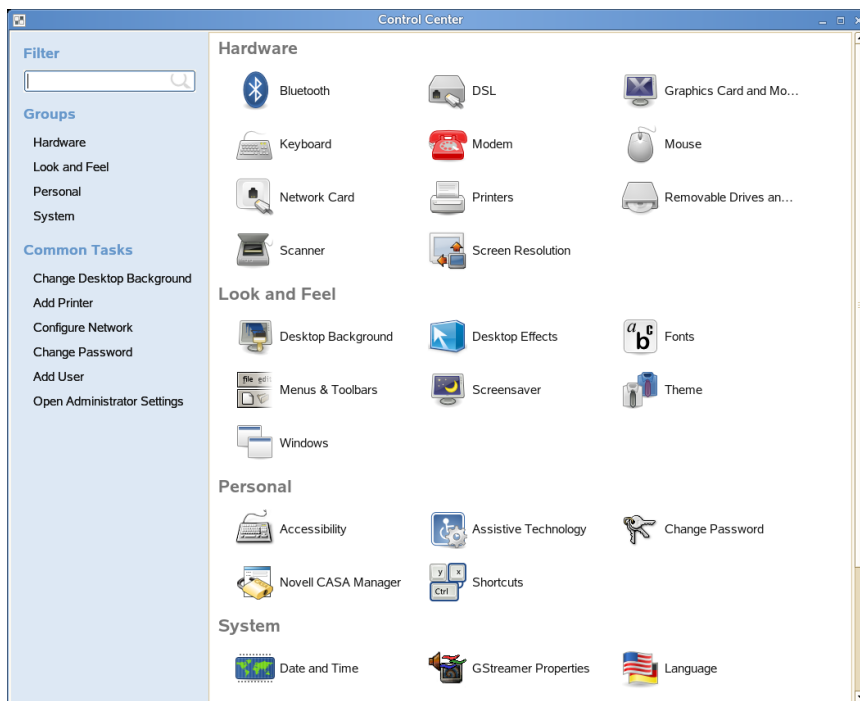 Control Center
Filter
Groups
Hardware
Look and Feel
Personal
System
Common Tasks
Change Desktop Background
Add Printer
Configure Network
Change Password
Add User
Open Administrator Settings
Hardware
Bluetooth DSL Graphics Card and Mo...
Keyboard Modem Mouse
Network Card Printers Removable Drives an...
Scanner Screen Resolution
Look and Feel
Desktop Background Desktop Effects a b c Fonts
file edi Menus & Toolbars Screensaver Theme
Windows
Personal
Accessibility Assistive Technology Change Password
Novell CASA Manager y x Ctrl Shortcuts
System
Date and Time GStreamer Properties Language